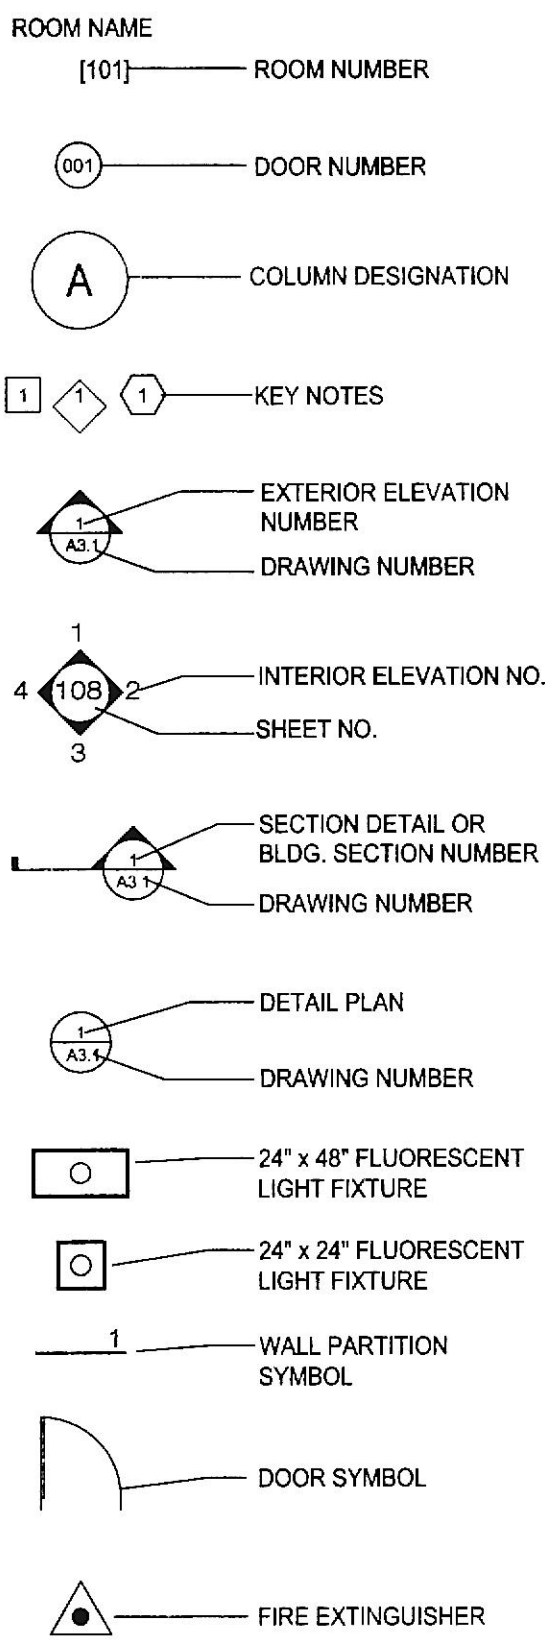 ROOM NAME
[101] ROOM NUMBER
001 DOOR NUMBER
A COLUMN DESIGNATION
1 1 1 KEY NOTES
EXTERIOR ELEVATION
1 NUMBER
A3.1 DRAWING NUMBER
1
4 108 2 INTERIOR ELEVATION NO.
SHEET NO.
3
SECTION DETAIL OR
1 BLDG. SECTION NUMBER
A3.1 DRAWING NUMBER
DETAIL PLAN
1
A3.1
DRAWING NUMBER
24" x 48" FLUORESCENT
LIGHT FIXTURE
24" x 24" FLUORESCENT
LIGHT FIXTURE
1 WALL PARTITION
SYMBOL
DOOR SYMBOL
FIRE EXTINGUISHER